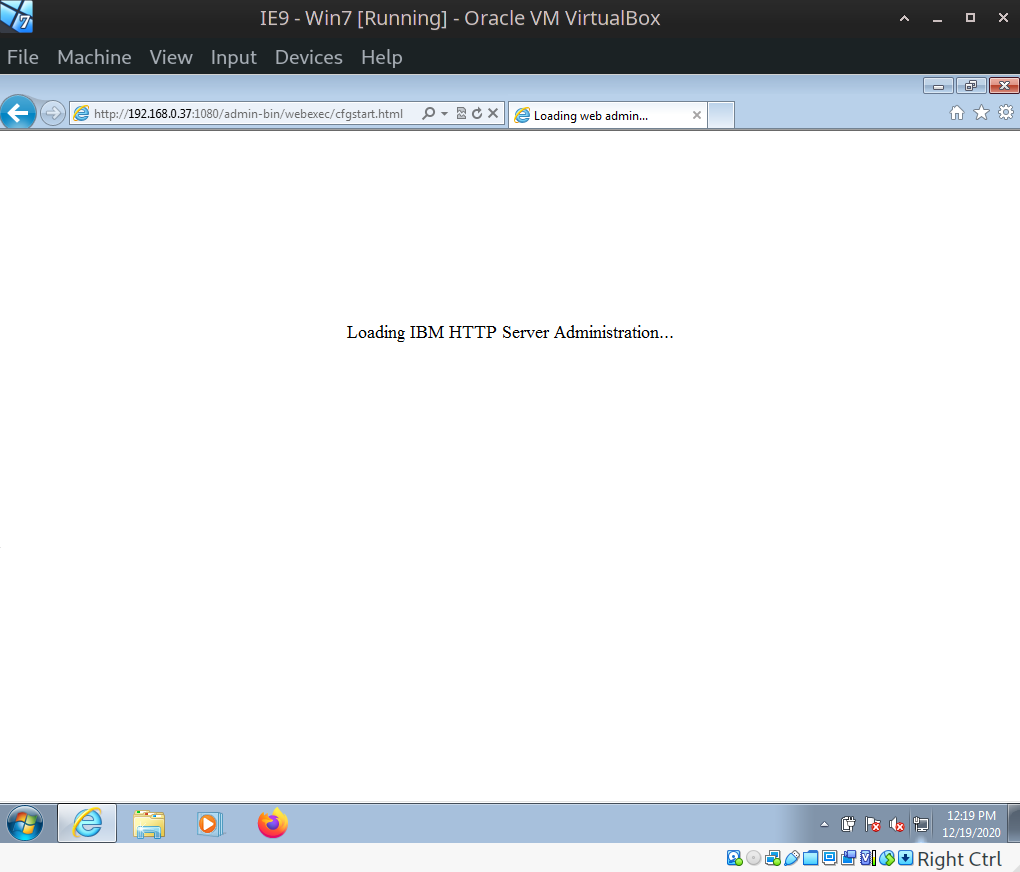 IE9 - Win7 [Running] - Oracle VM VirtualBox
File Machine View Input Devices Help
http://192.168.0.37:1080/admin-bin/webexec/cfgstart.html
Loading web admin...
Loading IBM HTTP Server Administration...
12:19 PM
12/19/2020
Right Ctrl